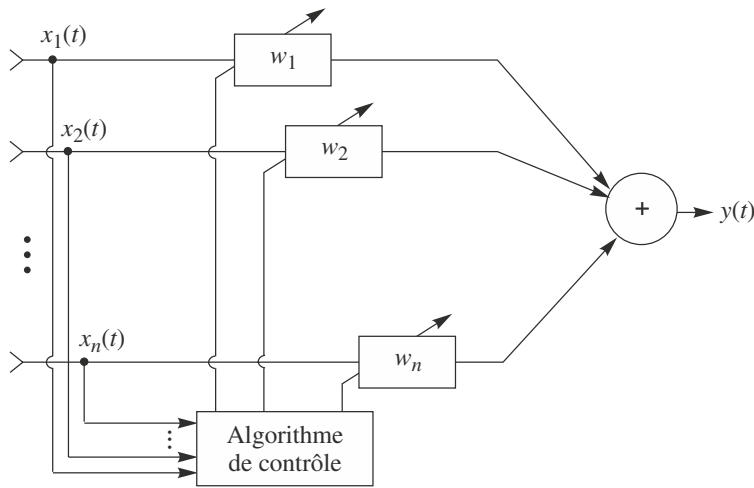 x₁(t)
w₁
x₂(t)
w₂
+
y(t)
xₙ(t)
wₙ
Algorithme
de contrôle